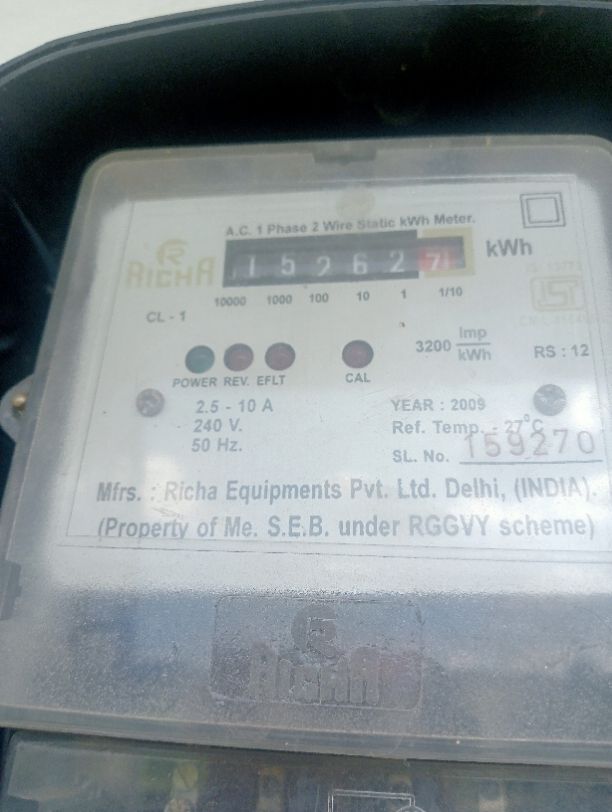 A.C. 1 Phase 2 Wire Static kWh Meter.
RICHA
1 5 2 6 2 7 kWh
10000 1000 100 10 1 1/10
CL - 1
3200 Imp/kWh
RS : 12
POWER REV. EFLT CAL
2.5 - 10 A
240 V.
50 Hz.
YEAR : 2009
Ref. Temp. - 27°C
SL. No. 159270
Mfrs. : Richa Equipments Pvt. Ltd. Delhi, (INDIA).
(Property of Me. S.E.B. under RGGVY scheme)
RICHA